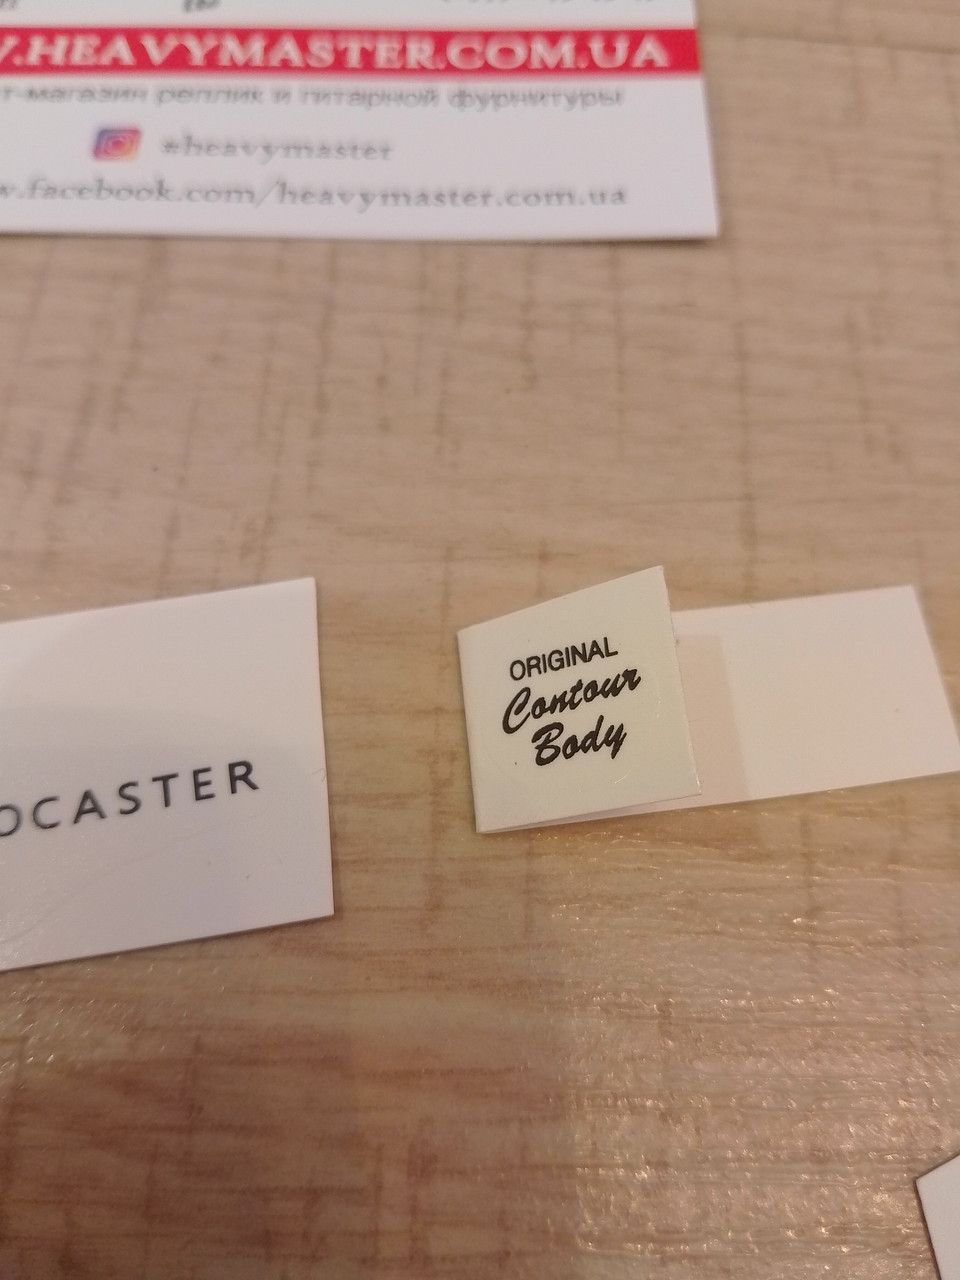 .HEAVYMASTER.COM.UA
т-магазин реплик и гитарной фурнитуры
#heavymaster
w.facebook.com/heavymaster.com.ua
OCASTER
ORIGINAL
Contour
Body